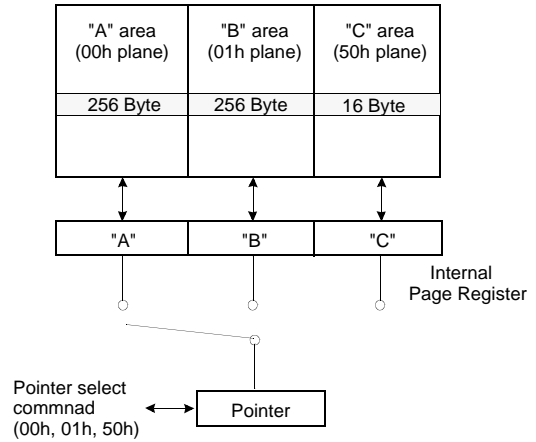 "A" area
(00h plane)
"B" area
(01h plane)
"C" area
(50h plane)
256 Byte
256 Byte
16 Byte
"A"
"B"
"C"
Internal
Page Register
Pointer select
commnad
(00h, 01h, 50h)
Pointer